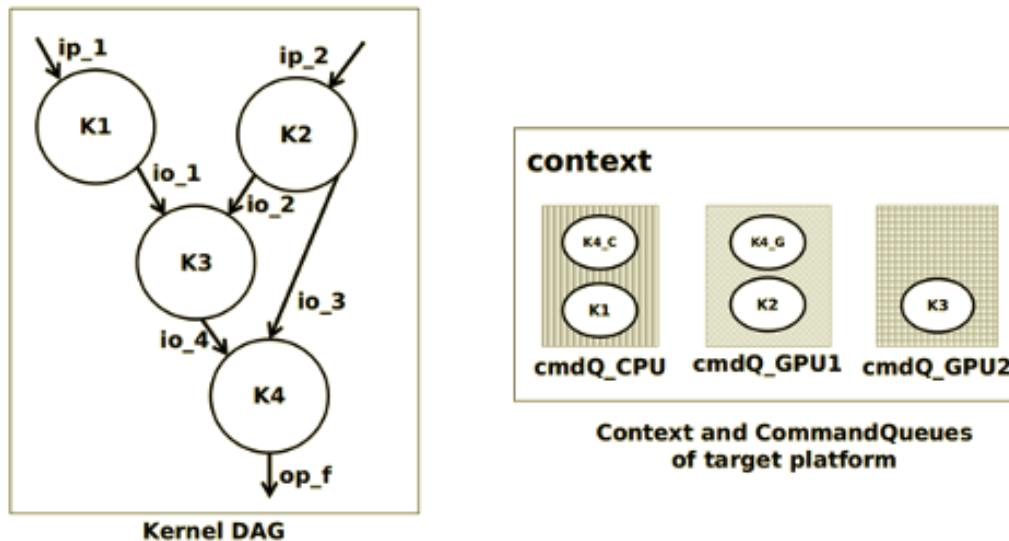 ip_1
ip_2
K1
K2
io_1
io_2
K3
io_3
io_4
K4
op_f
Kernel DAG
context
K4_C
K4_G
K1
K2
K3
cmdQ_CPU
cmdQ_GPU1
cmdQ_GPU2
Context and CommandQueues
of target platform